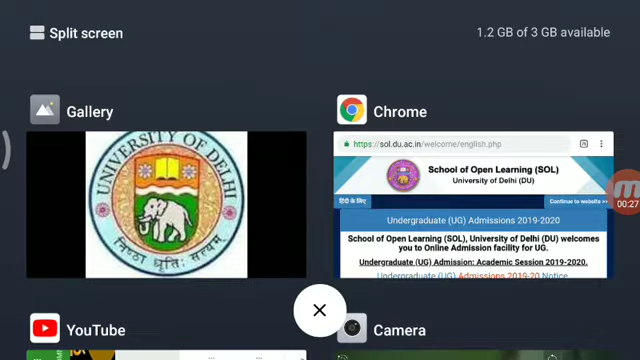 Split screen
1.2 GB of 3 GB available
Gallery
Chrome
UNIVERSITY OF DELHI
निष्ठा धृतिः सत्यम्
https://sol.du.ac.in/welcome/english.php
School of Open Learning (SOL)
University of Delhi (DU)
हिंदी के लिए
Continue to website
00:27
Undergraduate (UG) Admissions 2019-2020
School of Open Learning (SOL), University of Delhi (DU) welcomes
you to Online Admission facility for UG.
Undergraduate (UG) Admission: Academic Session 2019-2020.
Undergraduate (UG) Admissions 2019-20 Notice
YouTube
Camera